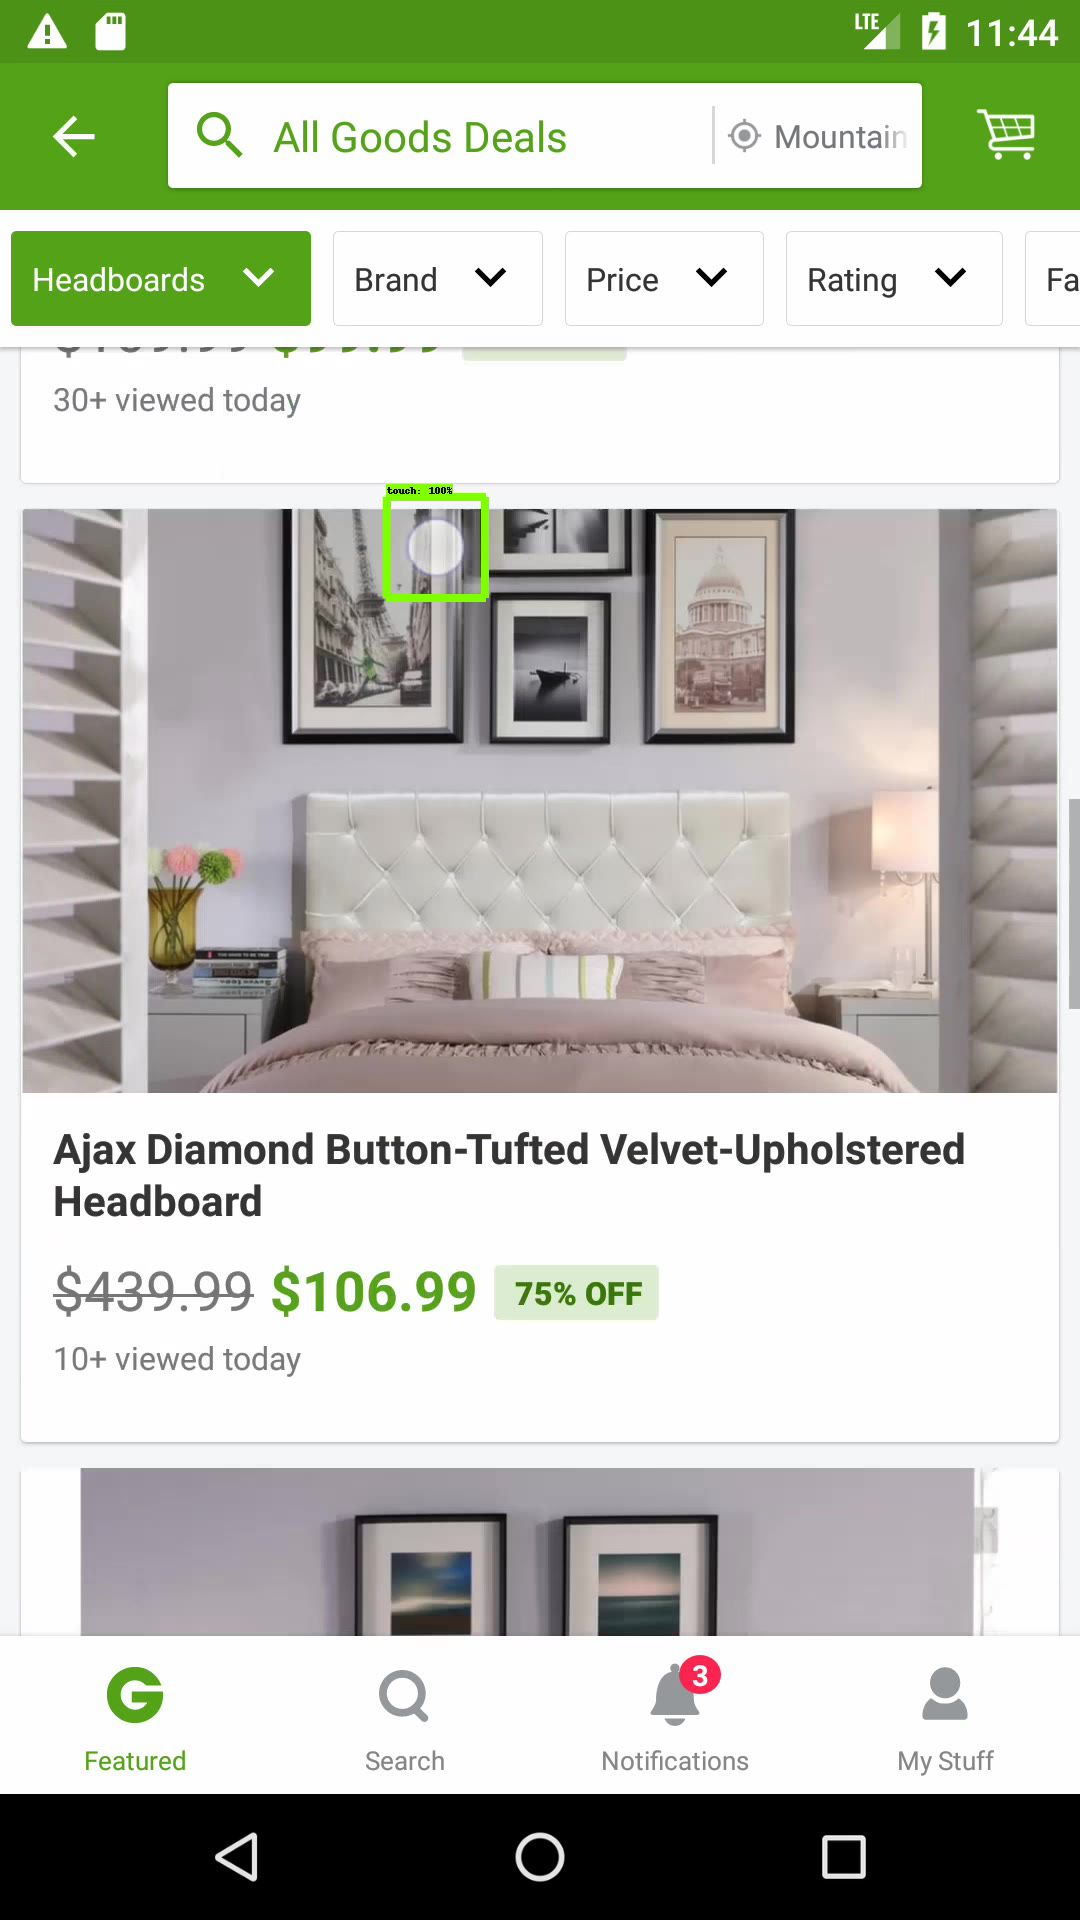 LTE 11:44
All Goods Deals Mountain
Headboards Brand Price Rating Fa
30+ viewed today
touch: 100%
Ajax Diamond Button-Tufted Velvet-Upholstered
Headboard
$439.99 $106.99 75% OFF
10+ viewed today
3
Featured Search Notifications My Stuff